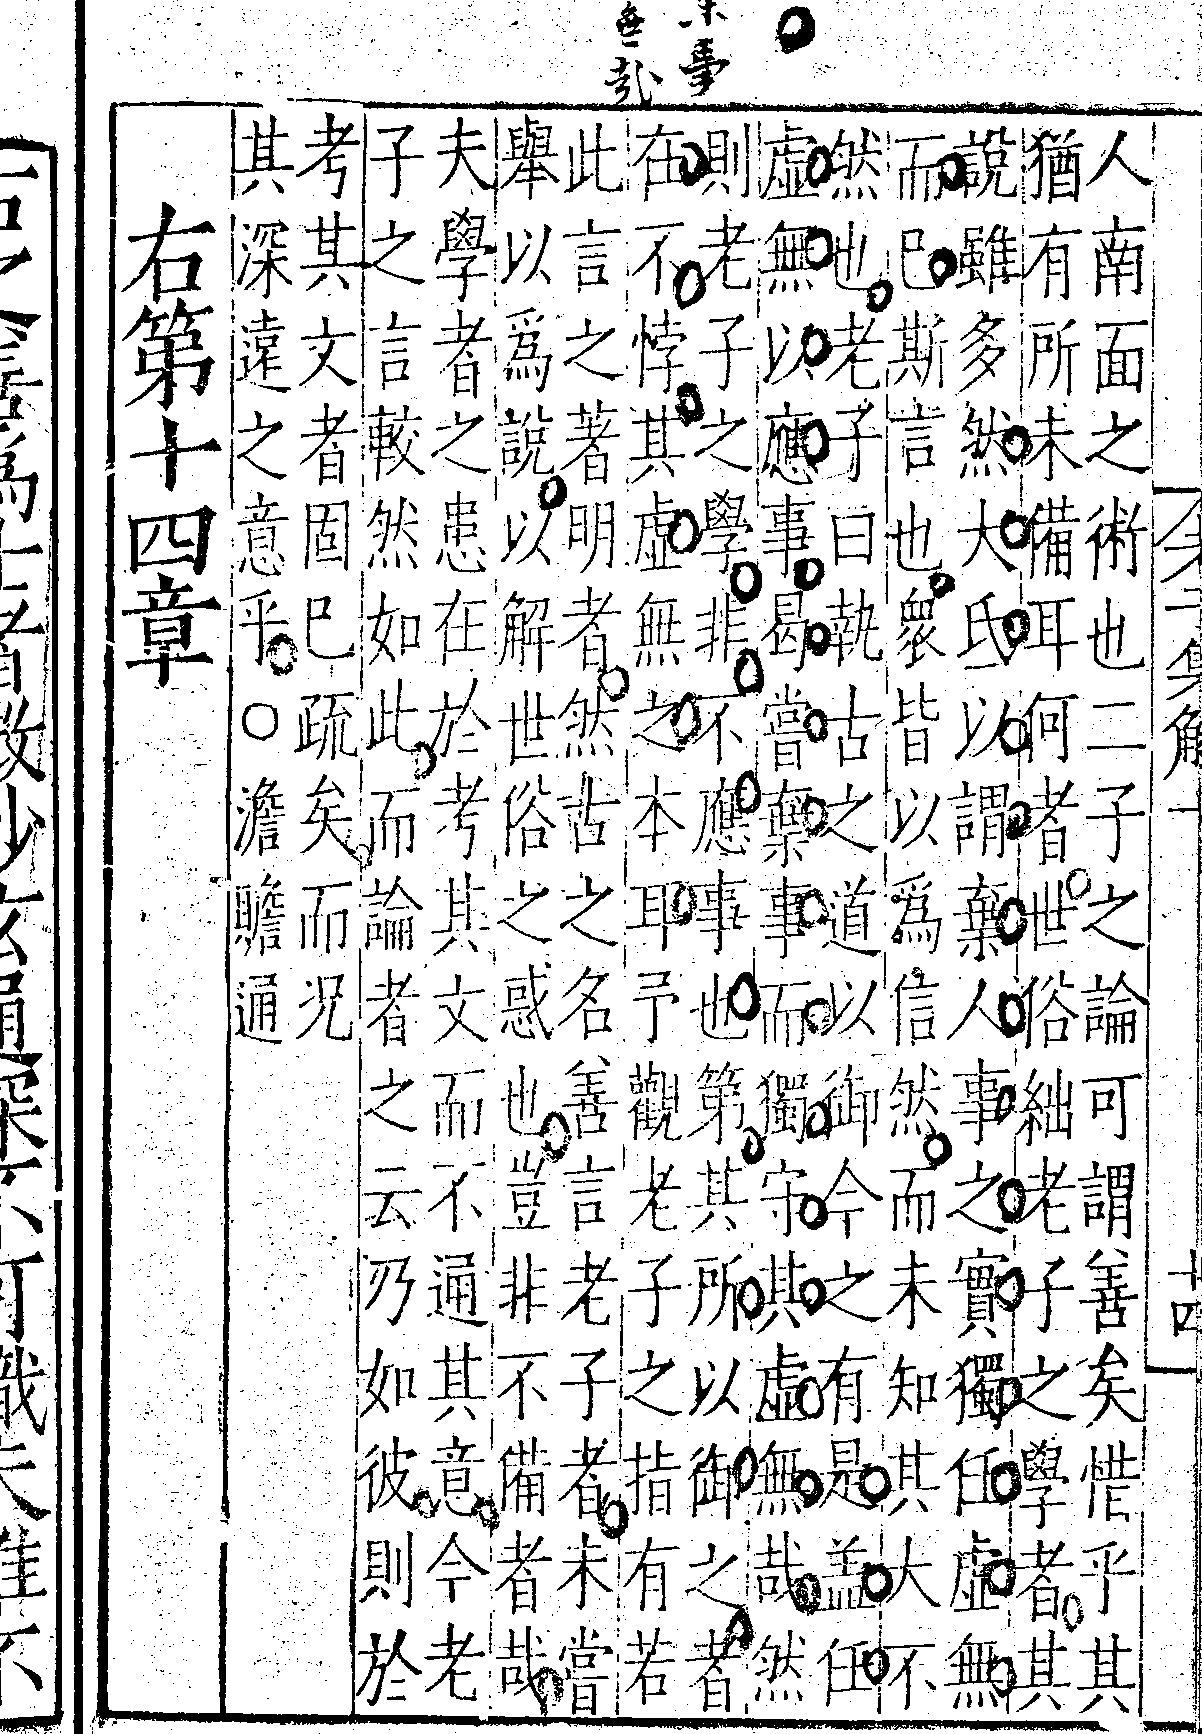 人南面之術也二子之論可謂善矣惜乎其
猶有所未備耳何者世俗絀老子之學者其
說雖多然大氐以謂棄人事之實獨任虛無
而已斯言也衆皆以爲信然而未知其大不
然也老子曰執古之道以御今之有是盖任
虛無以應事曷嘗棄事而獨守其虛無哉然
則老子之學非不應事也第其所以御之者
在不悖其虛無之本耳予觀老子之指有若
此言之著明者然古之名善言老子者未嘗
舉以爲說以解世俗之惑也豈非不備者哉
夫學者之患在於考其文而不通其意今老
子之言較然如此而論者之云乃如彼則於
考其文者固已疏矣而况
其深遠之意乎○澹贍通
右第十四章
十四